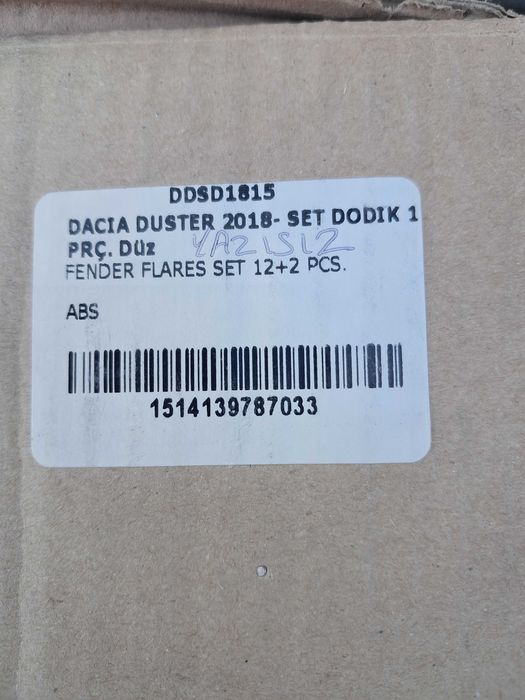 DDSD1815
DACIA DUSTER 2018- SET DODIK 1
PRÇ. Düz YAZISIZ
FENDER FLARES SET 12+2 PCS.
ABS
1514139787033